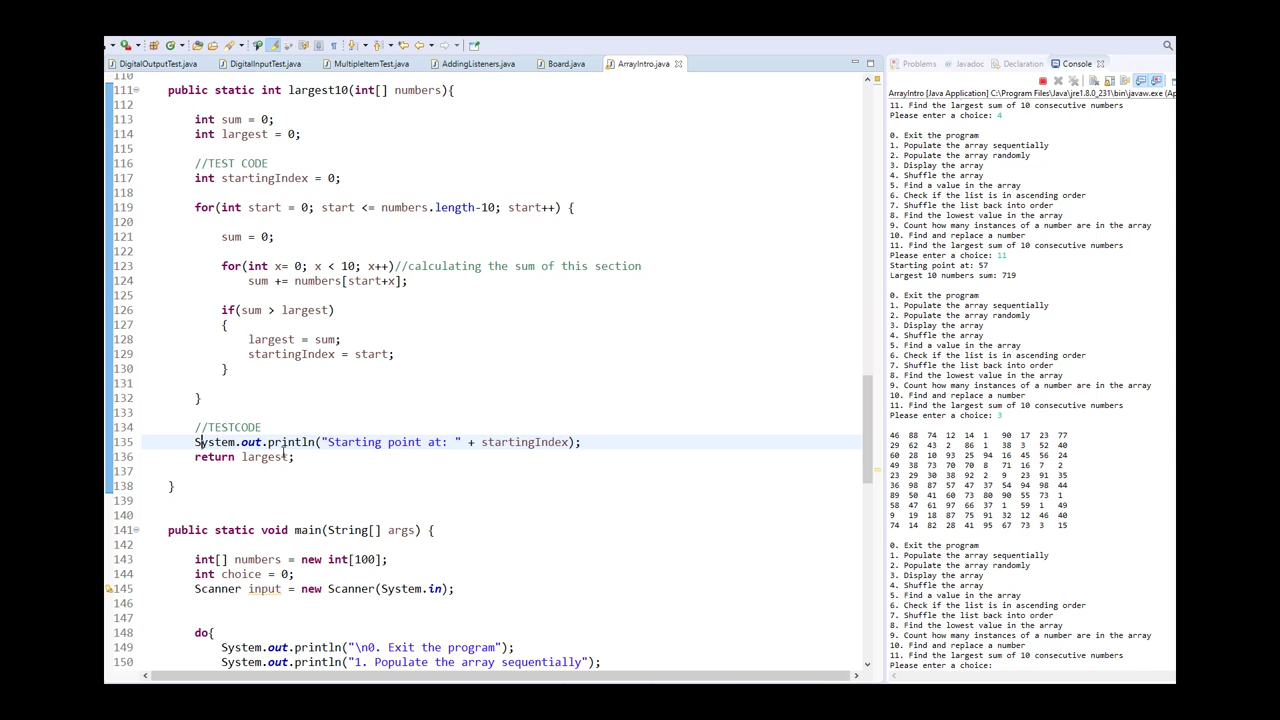 DigitalOutputTest.java DigitalInputTest.java MultipleItemTest.java AddingListeners.java Board.java ArrayIntro.java
110
111 public static int largest10(int[] numbers){
112
113 int sum = 0;
114 int largest = 0;
115
116 //TEST CODE
117 int startingIndex = 0;
118
119 for(int start = 0; start <= numbers.length-10; start++) {
120
121 sum = 0;
122
123 for(int x= 0; x < 10; x++)//calculating the sum of this section
124 sum += numbers[start+x];
125
126 if(sum > largest)
127 {
128 largest = sum;
129 startingIndex = start;
130 }
131
132 }
133
134 //TESTCODE
135 System.out.println("Starting point at: " + startingIndex);
136 return largest;
137
138 }
139
140
141 public static void main(String[] args) {
142
143 int[] numbers = new int[100];
144 int choice = 0;
145 Scanner input = new Scanner(System.in);
146
147
148 do{
149 System.out.println("\n0. Exit the program");
150 System.out.println("1. Populate the array sequentially");
Problems Javadoc Declaration Console
ArrayIntro [Java Application] C:\Program Files\Java\jre1.8.0_231\bin\javaw.exe (Ap
11. Find the largest sum of 10 consecutive numbers
Please enter a choice: 4
0. Exit the program
1. Populate the array sequentially
2. Populate the array randomly
3. Display the array
4. Shuffle the array
5. Find a value in the array
6. Check if the list is in ascending order
7. Shuffle the list back into order
8. Find the lowest value in the array
9. Count how many instances of a number are in the array
10. Find and replace a number
11. Find the largest sum of 10 consecutive numbers
Please enter a choice: 11
Starting point at: 57
Largest 10 numbers sum: 719
0. Exit the program
1. Populate the array sequentially
2. Populate the array randomly
3. Display the array
4. Shuffle the array
5. Find a value in the array
6. Check if the list is in ascending order
7. Shuffle the list back into order
8. Find the lowest value in the array
9. Count how many instances of a number are in the array
10. Find and replace a number
11. Find the largest sum of 10 consecutive numbers
Please enter a choice: 3
46 88 74 12 14 1 90 17 23 77
29 62 43 2 65 1 38 3 52 40
60 28 10 93 25 94 16 45 56 24
49 38 73 70 70 8 71 16 7 2
23 29 30 38 92 2 9 23 91 35
36 98 87 57 47 37 54 94 98 44
89 50 41 60 73 80 90 55 73 1
58 47 61 97 66 37 1 59 1 49
9 19 18 87 75 91 32 12 46 40
74 14 82 28 41 95 67 73 3 15
0. Exit the program
1. Populate the array sequentially
2. Populate the array randomly
3. Display the array
4. Shuffle the array
5. Find a value in the array
6. Check if the list is in ascending order
7. Shuffle the list back into order
8. Find the lowest value in the array
9. Count how many instances of a number are in the array
10. Find and replace a number
11. Find the largest sum of 10 consecutive numbers
Please enter a choice: